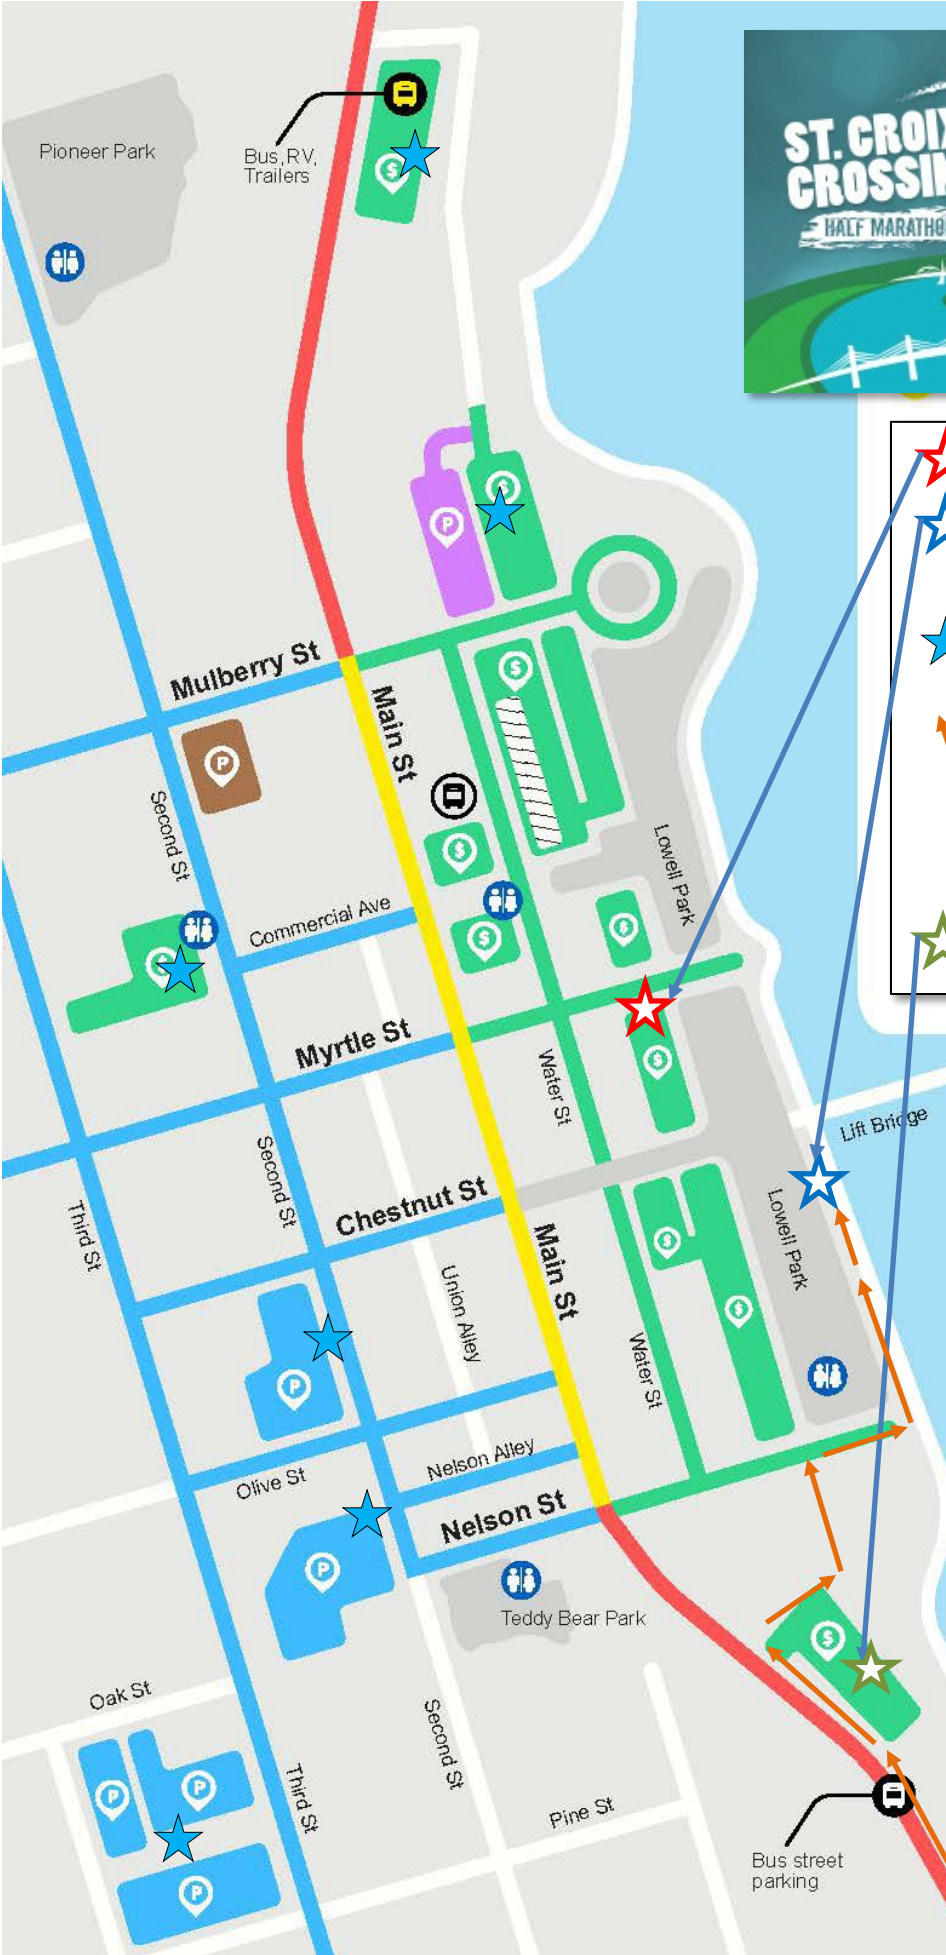 Pioneer Park
Bus, RV,
Trailers
$
ST. CROIX
HALF MARATHO
$
P
Mulberry St
Main St
$
P
Second St
$
Lowell Park
Commercial Ave
$
$
Myrtle St
$
Water St
Lift Bridge
Second St
Third St
Chestnut St
$
Lowell Park
Main St
Union Alley
$
Water St
P
Olive St
Nelson Alley
Nelson St
P
Teddy Bear Park
$
Oak St
Second St
P
P
Third St
Pine St
P
Bus street
parking